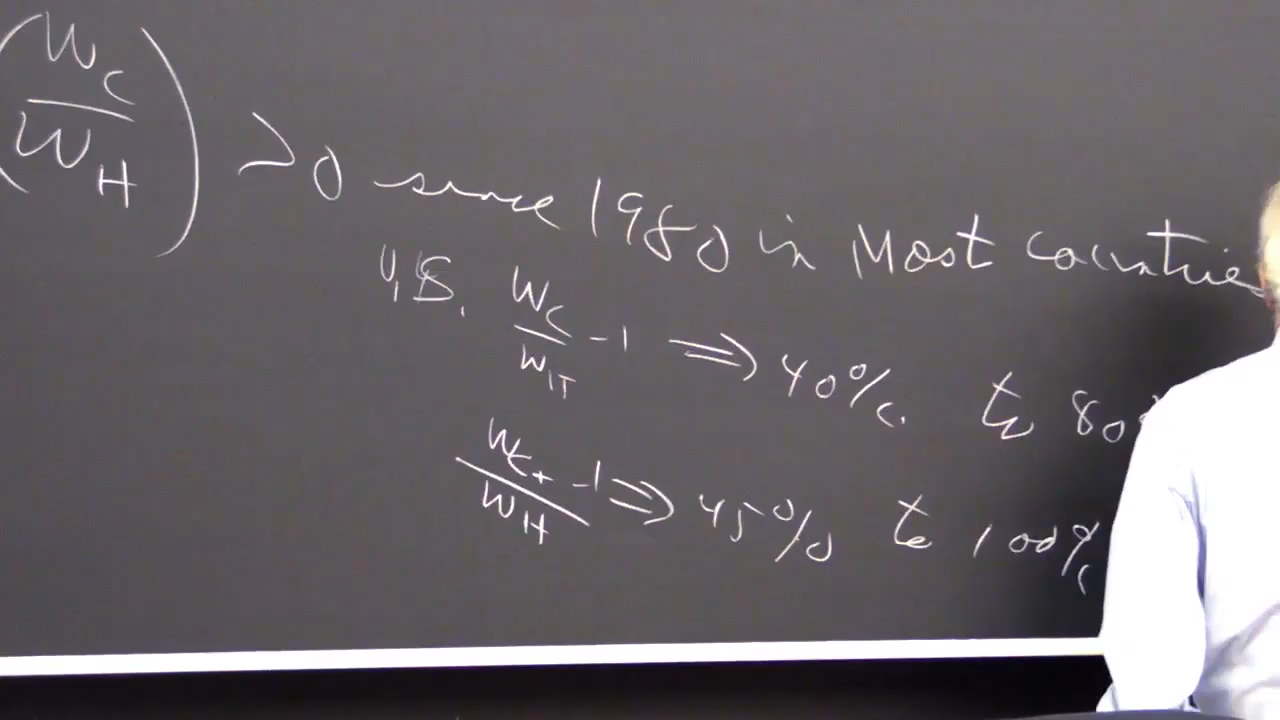 (W_C / W_H) > 0 since 1980 in Most Countries
U.S. W_C / W_H - 1 ⇒ 40% to 80
W_C+ / W_H - 1 ⇒ 45% to 100%